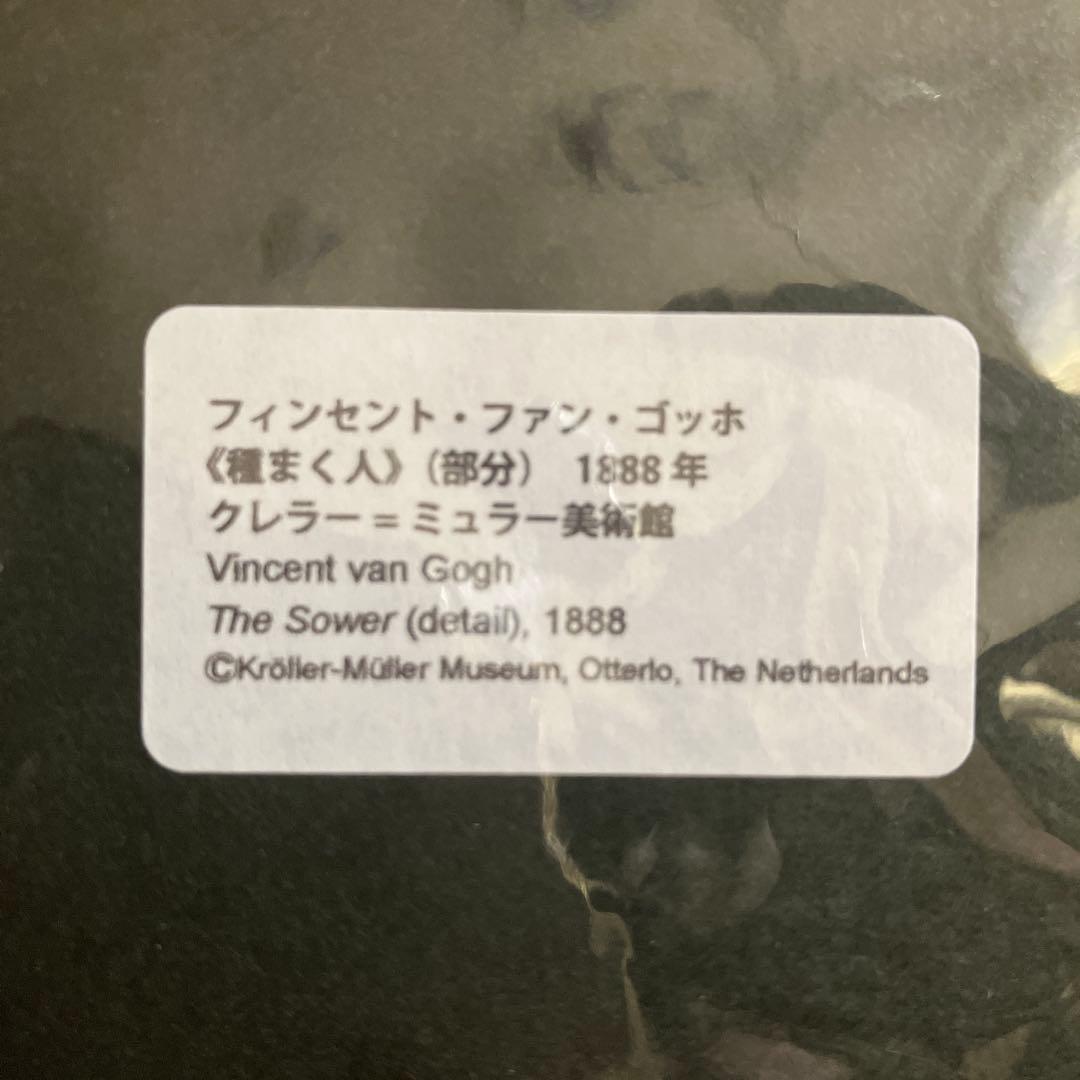 フィンセント・ファン・ゴッホ
《種まく人》（部分）　1888 年
クレラー＝ミュラー美術館
Vincent van Gogh
The Sower (detail), 1888
©Kröller-Müller Museum, Otterlo, The Netherlands